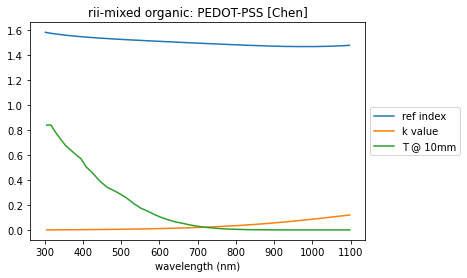 rii-mixed organic: PEDOT-PSS [Chen]
1.6
1.4
1.2
1.0
0.8
0.6
0.4
0.2
0.0
300 400 500 600 700 800 900 1000 1100
wavelength (nm)
ref index
k value
T @ 10mm